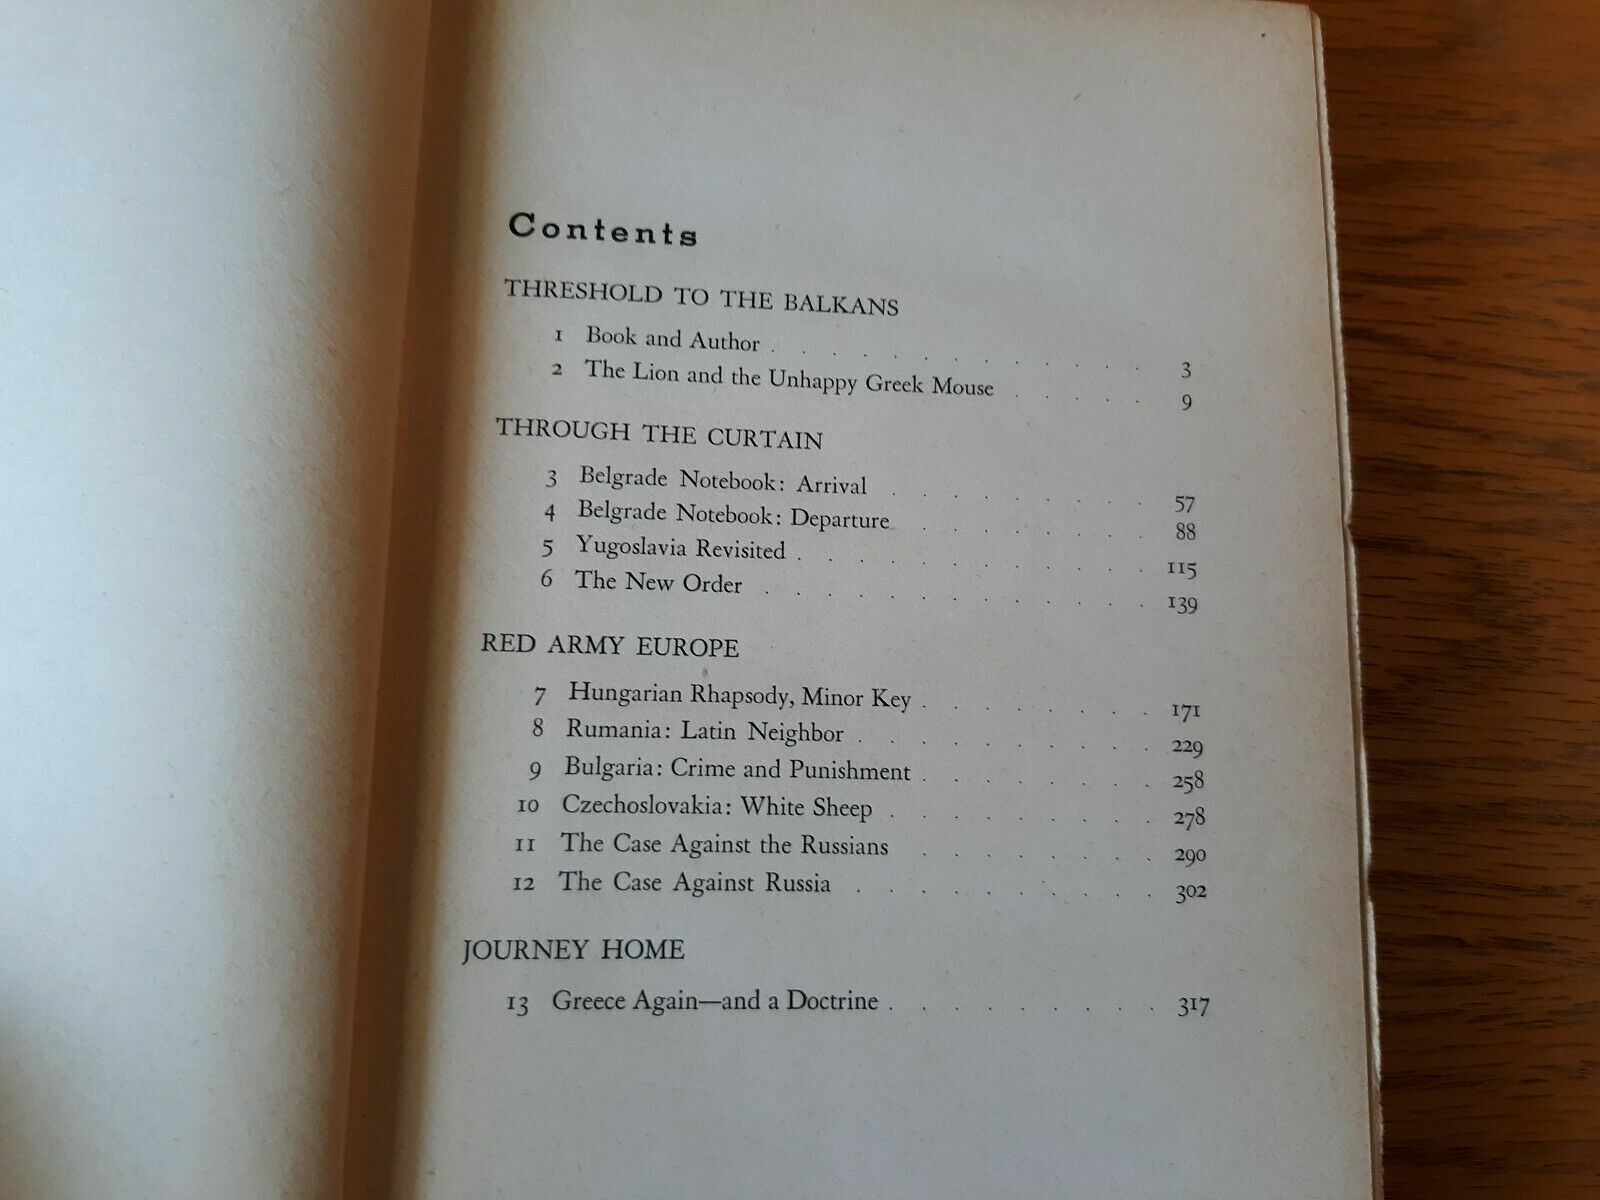 Contents
THRESHOLD TO THE BALKANS
1 Book and Author . . . . . . . . . . . . . 3
2 The Lion and the Unhappy Greek Mouse . . . . . 9
THROUGH THE CURTAIN
3 Belgrade Notebook: Arrival . . . . . . . . . 57
4 Belgrade Notebook: Departure . . . . . . . . 88
5 Yugoslavia Revisited . . . . . . . . . . . . 115
6 The New Order . . . . . . . . . . . . . 139
RED ARMY EUROPE
7 Hungarian Rhapsody, Minor Key . . . . . . . . 171
8 Rumania: Latin Neighbor . . . . . . . . . . 229
9 Bulgaria: Crime and Punishment . . . . . . . . 258
10 Czechoslovakia: White Sheep . . . . . . . . . 278
11 The Case Against the Russians . . . . . . . . 290
12 The Case Against Russia . . . . . . . . . . 302
JOURNEY HOME
13 Greece Again—and a Doctrine . . . . . . . . . 317